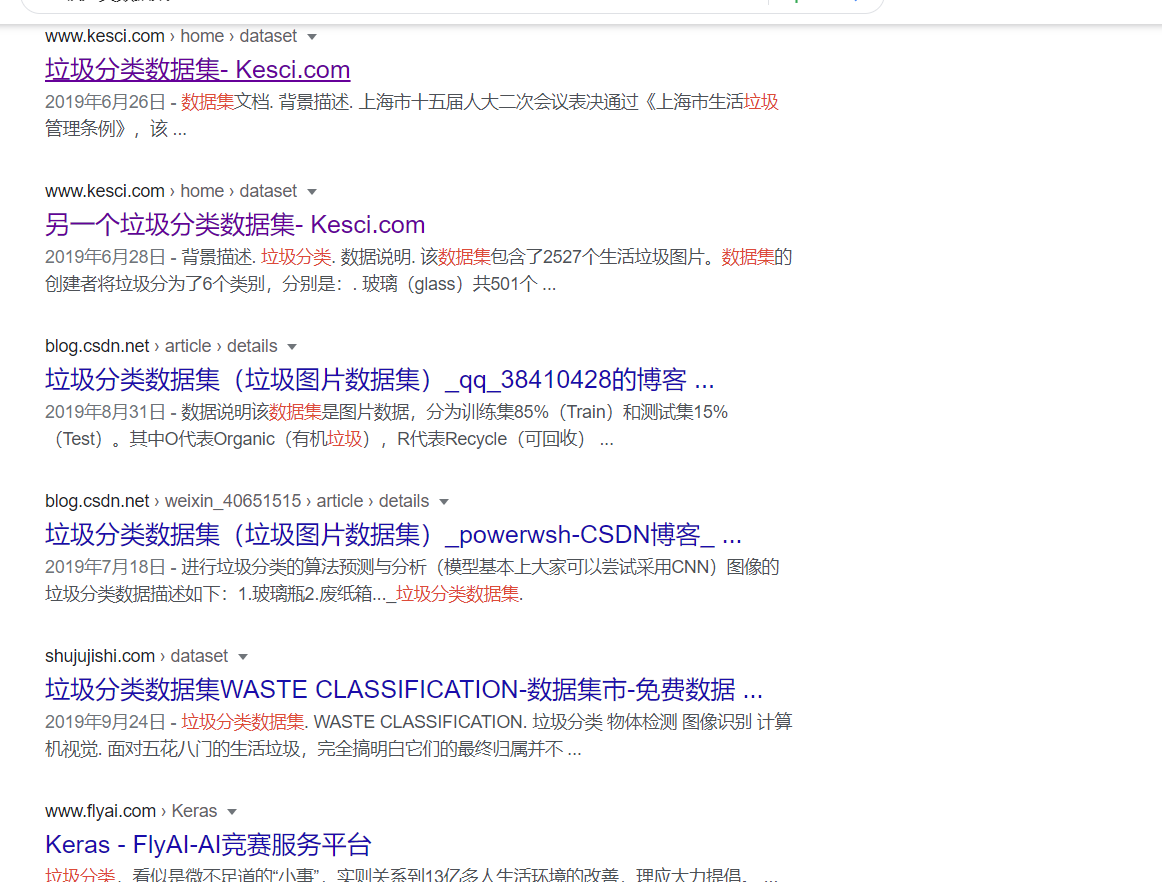 www.kesci.com › home › dataset
垃圾分类数据集- Kesci.com
2019年6月26日 - 数据集文档. 背景描述. 上海市十五届人大二次会议表决通过《上海市生活垃圾
管理条例》，该 ...
www.kesci.com › home › dataset
另一个垃圾分类数据集- Kesci.com
2019年6月28日 - 背景描述. 垃圾分类. 数据说明. 该数据集包含了2527个生活垃圾图片。数据集的
创建者将垃圾分为了6个类别，分别是：. 玻璃（glass）共501个 ...
blog.csdn.net › article › details
垃圾分类数据集（垃圾图片数据集）_qq_38410428的博客 ...
2019年8月31日 - 数据说明该数据集是图片数据，分为训练集85%（Train）和测试集15%
（Test）。其中O代表Organic（有机垃圾），R代表Recycle（可回收） ...
blog.csdn.net › weixin_40651515 › article › details
垃圾分类数据集（垃圾图片数据集）_powerwsh-CSDN博客_ ...
2019年7月18日 - 进行垃圾分类的算法预测与分析（模型基本上大家可以尝试采用CNN）图像的
垃圾分类数据描述如下：1.玻璃瓶2.废纸箱..._垃圾分类数据集.
shujujishi.com › dataset
垃圾分类数据集WASTE CLASSIFICATION-数据集市-免费数据 ...
2019年9月24日 - 垃圾分类数据集. WASTE CLASSIFICATION. 垃圾分类 物体检测 图像识别 计算
机视觉. 面对五花八门的生活垃圾，完全搞明白它们的最终归属并不 ...
www.flyai.com › Keras
Keras - FlyAI-AI竞赛服务平台
垃圾分类，看似是微不足道的“小事”，实则关系到13亿多人生活环境的改善，理应大力提倡。 ...